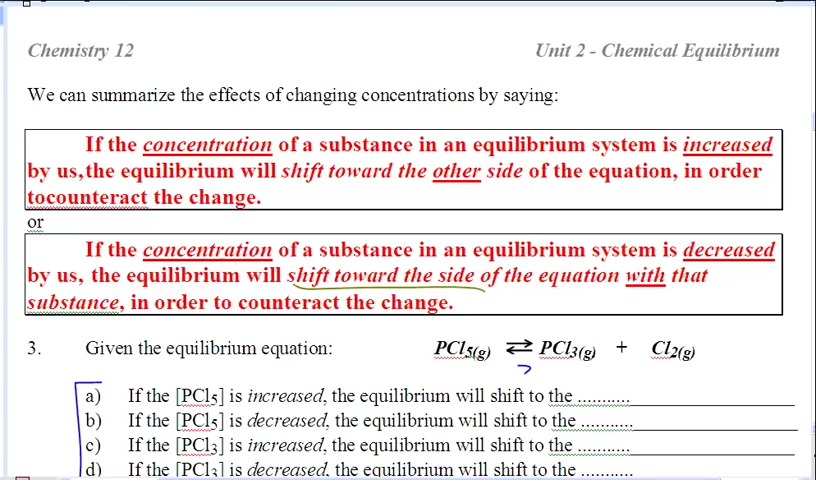 Chemistry 12 Unit 2 - Chemical Equilibrium
We can summarize the effects of changing concentrations by saying:
If the concentration of a substance in an equilibrium system is increased
by us,the equilibrium will shift toward the other side of the equation, in order
tocounteract the change.
or
If the concentration of a substance in an equilibrium system is decreased
by us, the equilibrium will shift toward the side of the equation with that
substance, in order to counteract the change.
3. Given the equilibrium equation: PCl5(g) ⇄ PCl3(g) + Cl2(g)
a) If the [PCl5] is increased, the equilibrium will shift to the ...........
b) If the [PCl5] is decreased, the equilibrium will shift to the ...........
c) If the [PCl3] is increased, the equilibrium will shift to the ...........
d) If the [PCl3] is decreased, the equilibrium will shift to the ...........